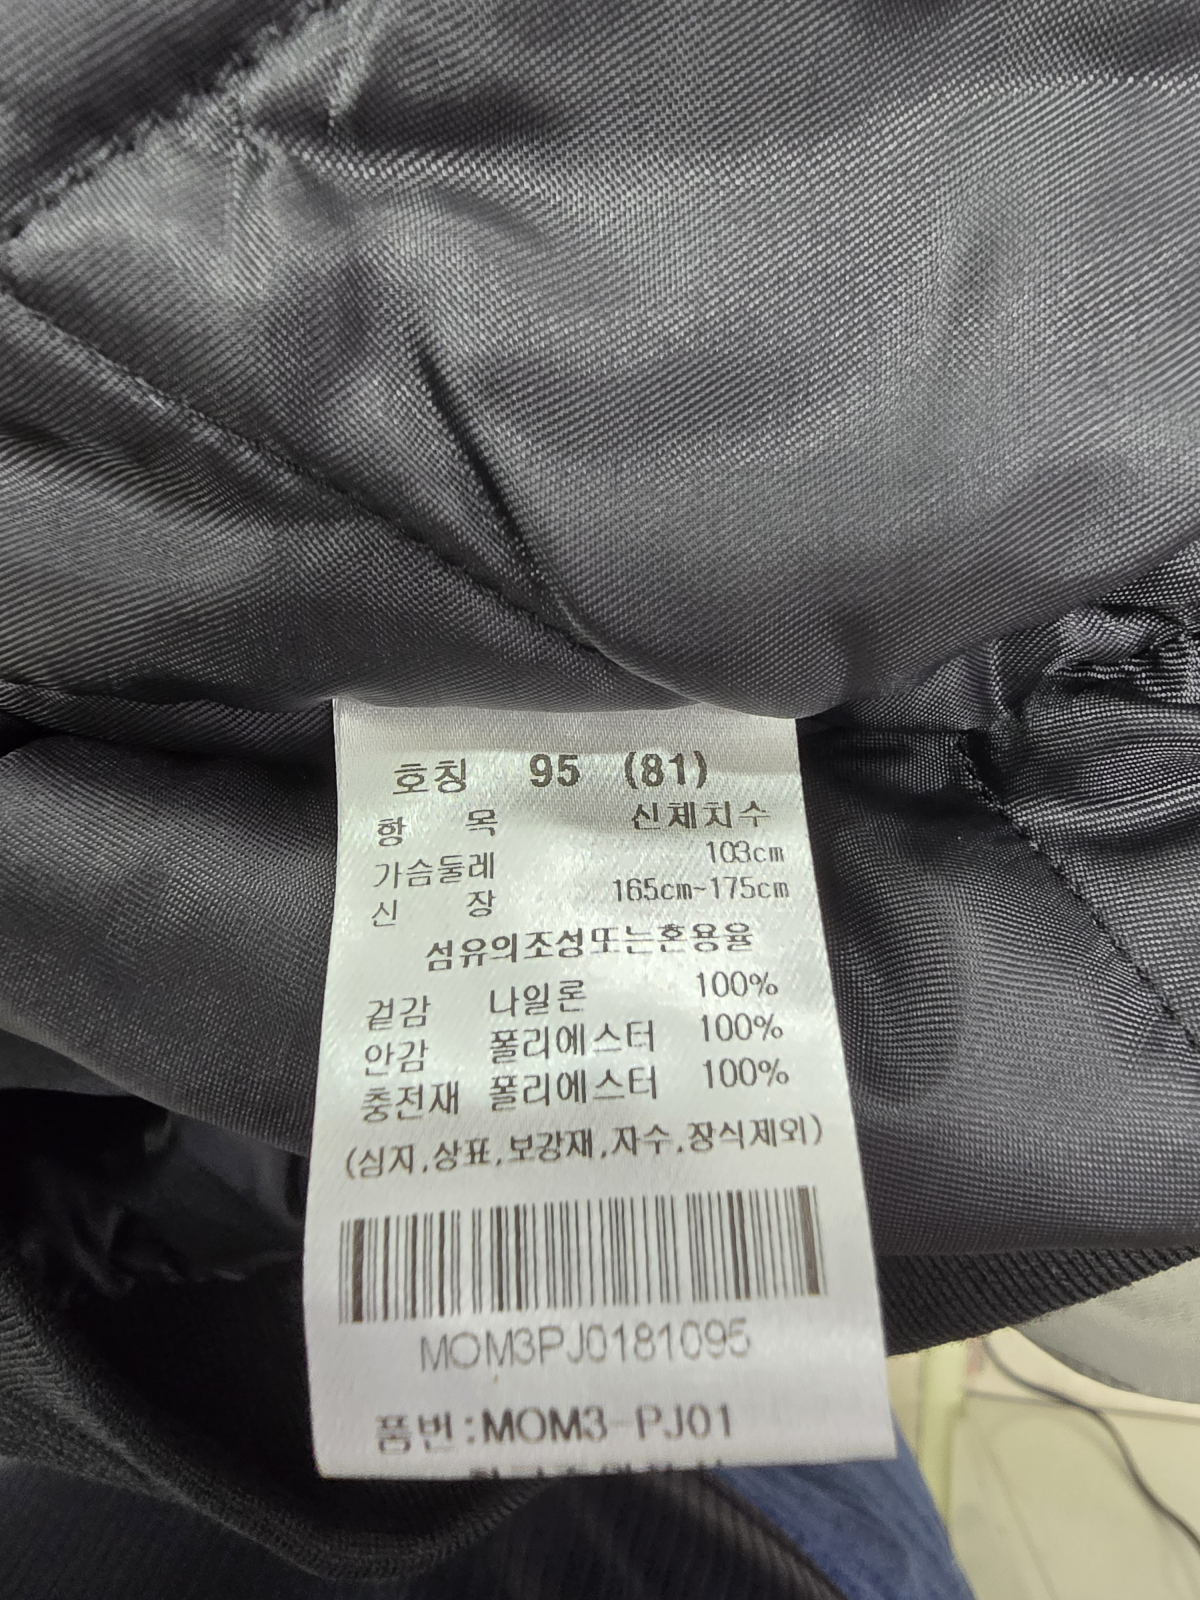 호칭 95 (81)
항 목 신체치수
가슴둘레 103cm
신 장 165cm~175cm
섬유의조성또는혼용율
겉감 나일론 100%
안감 폴리에스터 100%
충전재 폴리에스터 100%
(심지,상표,보강재,자수,장식제외)
MOM3PJ0181095
품번:MOM3-PJ01